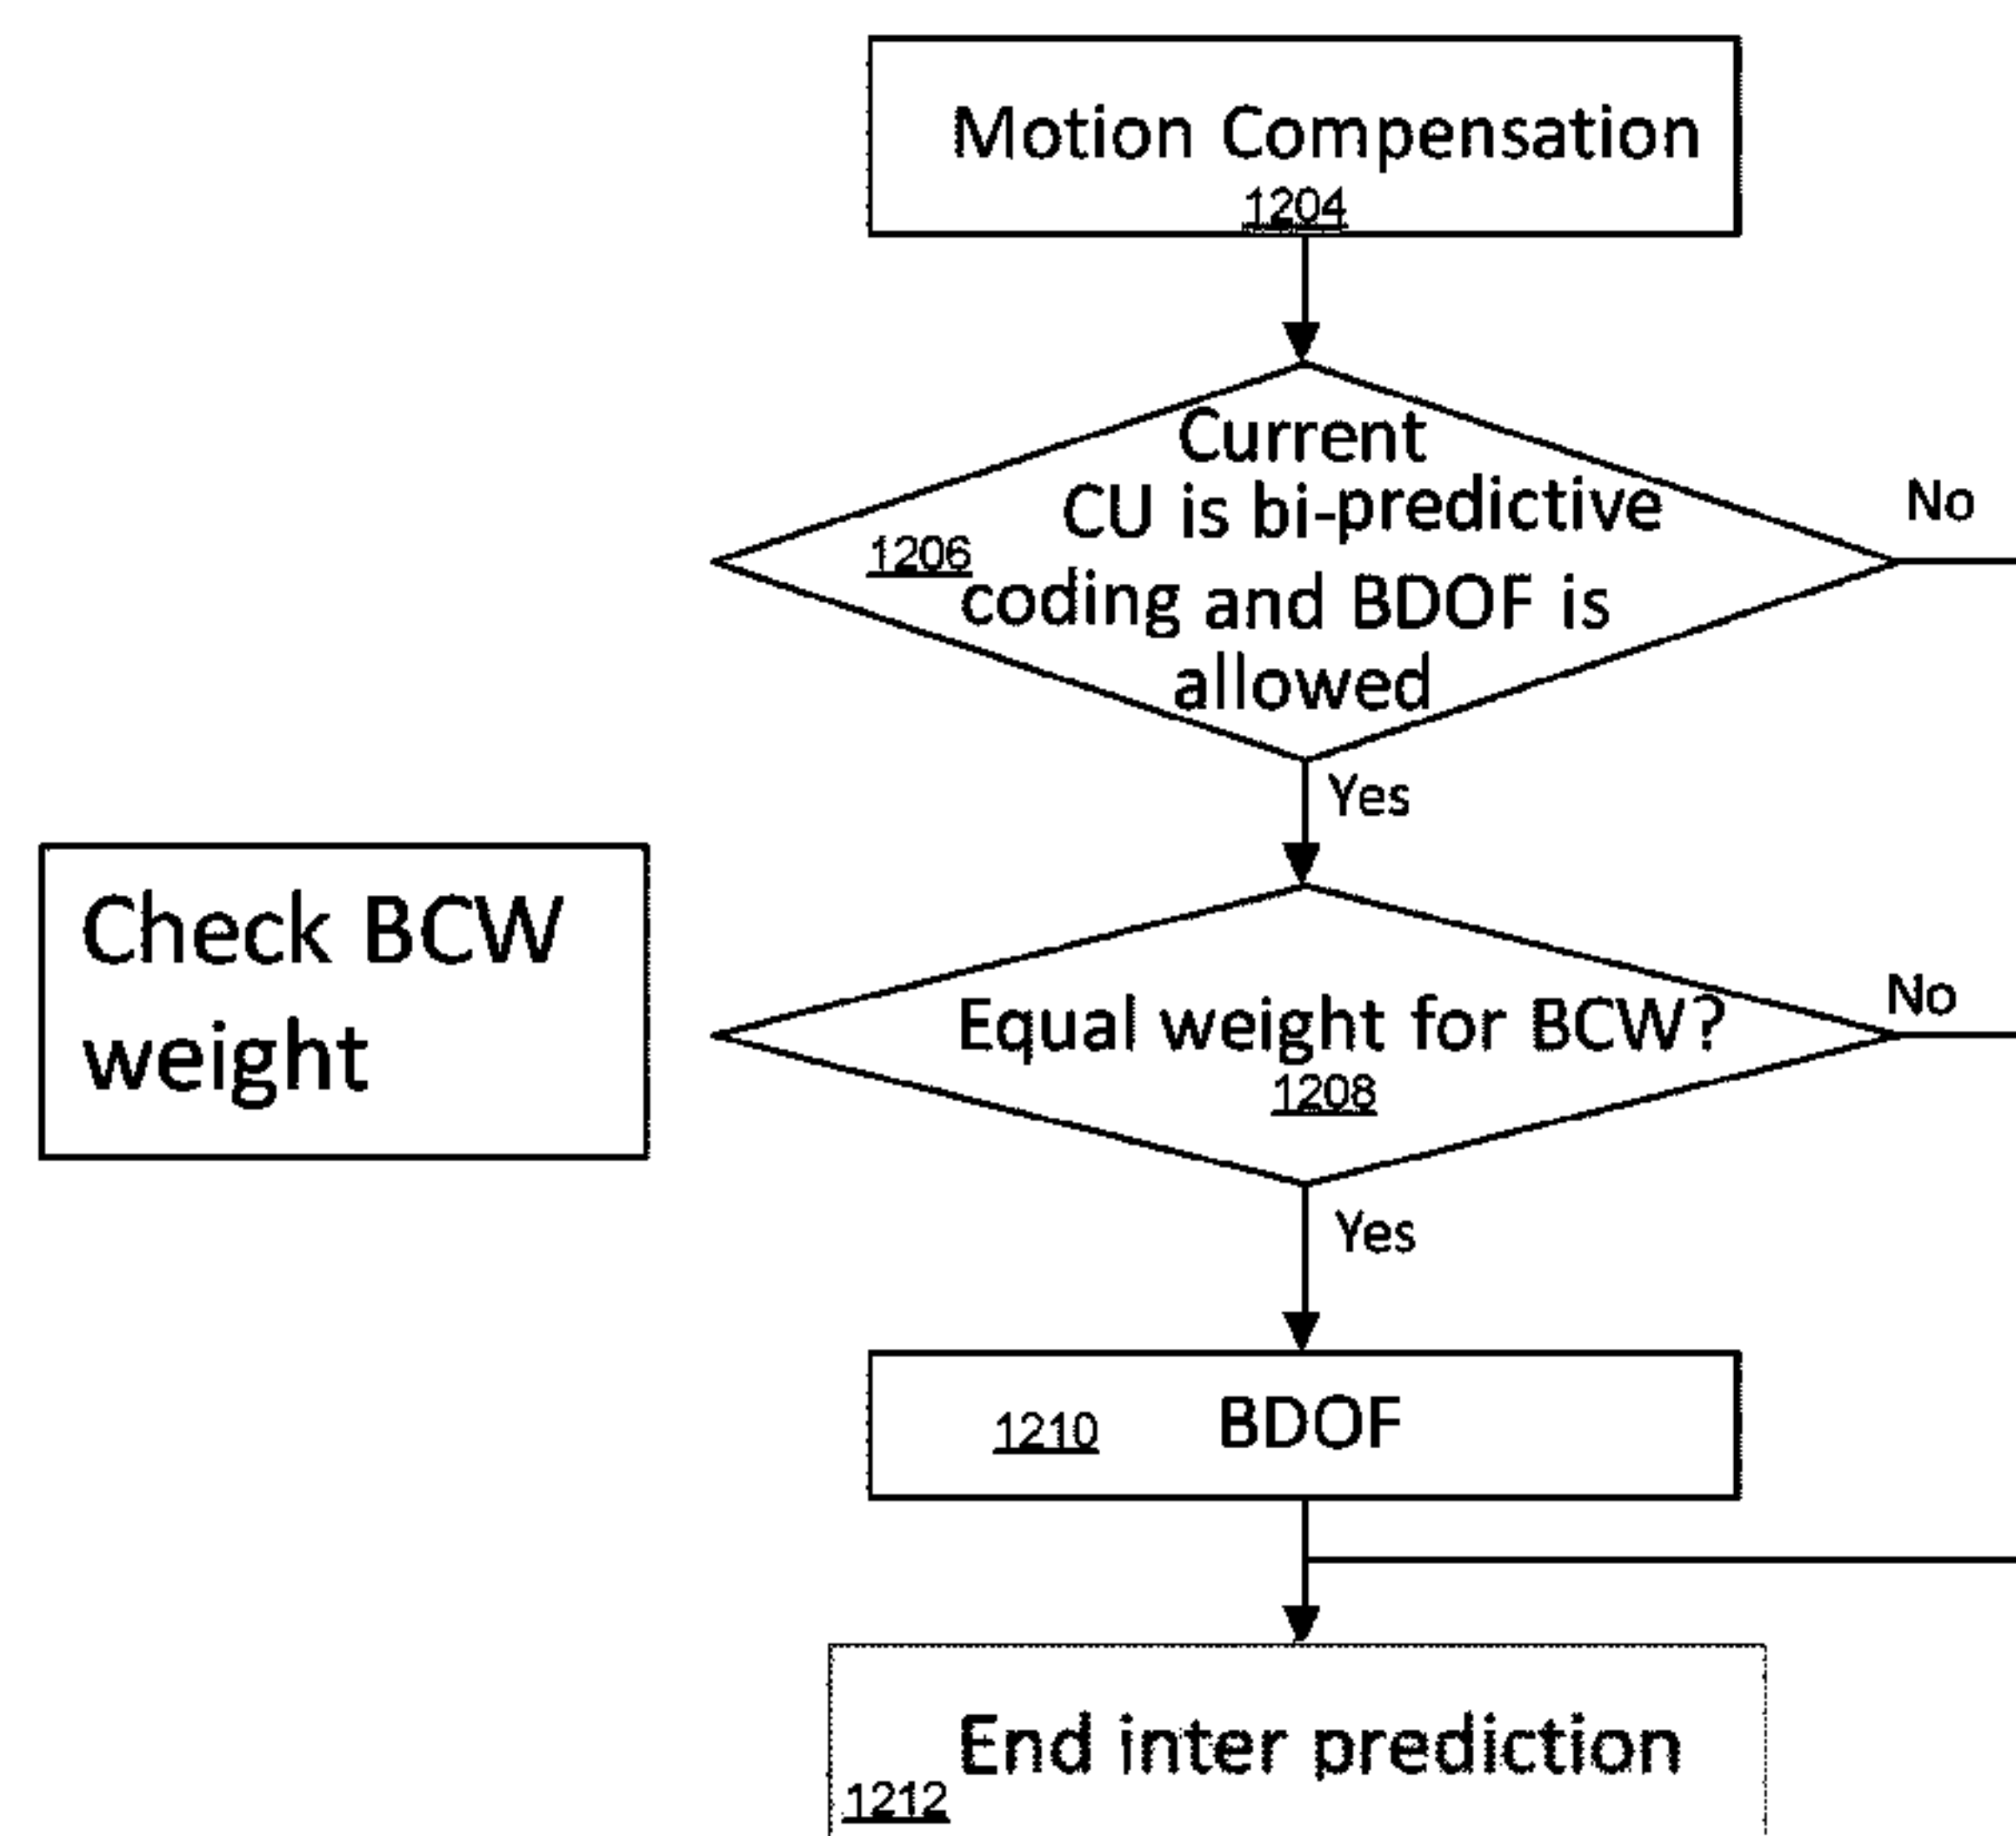 Motion Compensation
1204
Current
CU is bi-predictive
No
1206
coding and BDOF is
allowed
Yes
Check BCW
weight
Equal weight for BCW?
No
1208
Yes
1210 BDOF
End inter prediction
1212